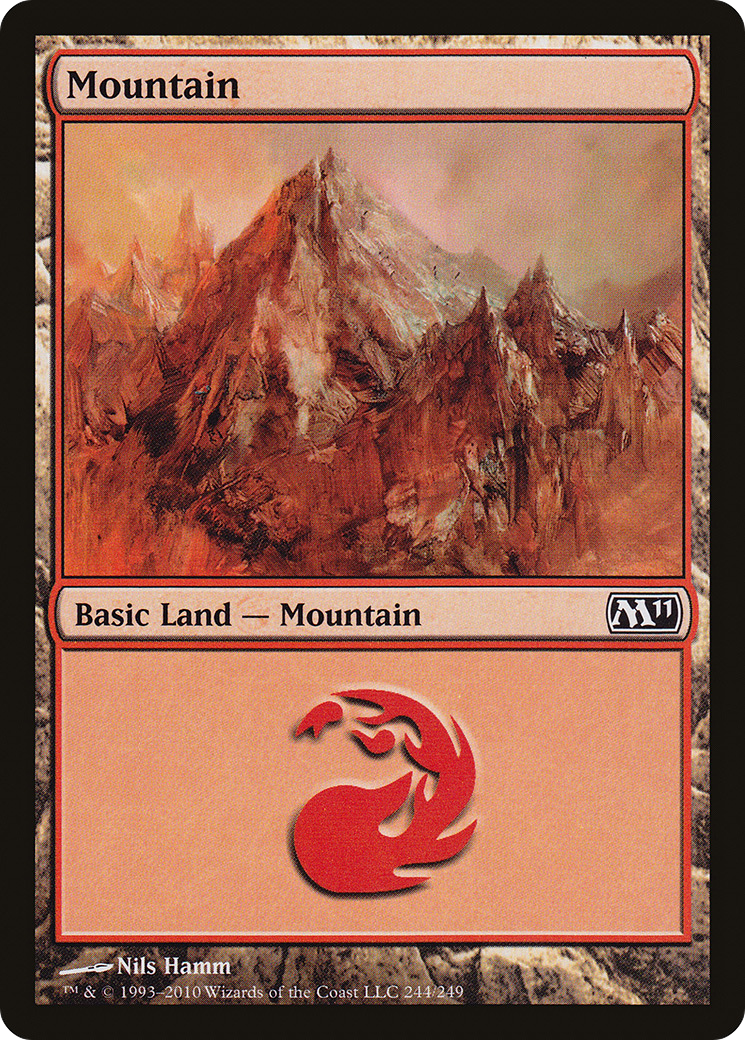 Mountain
Basic Land — Mountain
M11
Nils Hamm
™ & © 1993–2010 Wizards of the Coast LLC 244/249